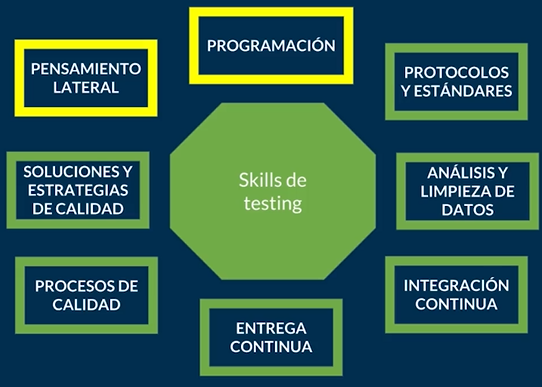 PROGRAMACIÓN
PENSAMIENTO
LATERAL
PROTOCOLOS
Y ESTÁNDARES
Skills de
testing
SOLUCIONES Y
ESTRATEGIAS
DE CALIDAD
ANÁLISIS Y
LIMPIEZA DE
DATOS
PROCESOS DE
CALIDAD
INTEGRACIÓN
CONTINUA
ENTREGA
CONTINUA